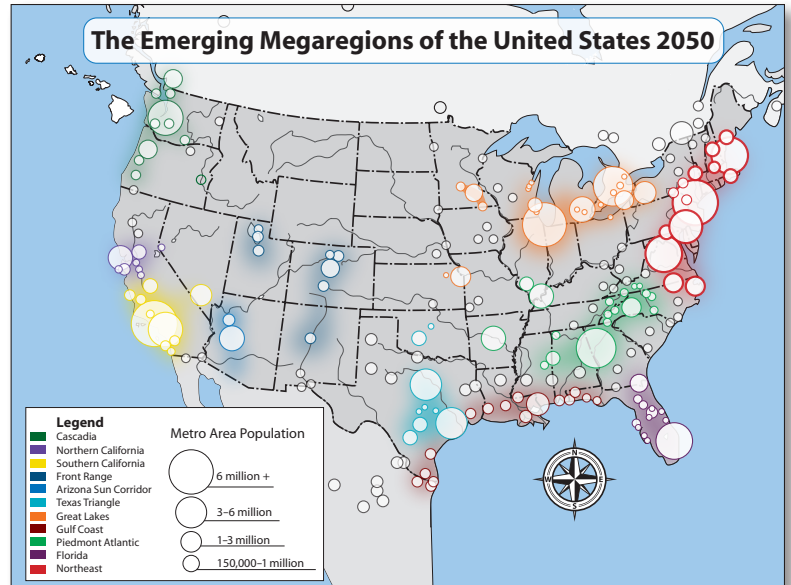 The Emerging Megaregions of the United States 2050
Legend
Cascadia
Northern California
Southern California
Front Range
Arizona Sun Corridor
Texas Triangle
Great Lakes
Gulf Coast
Piedmont Atlantic
Florida
Northeast
Metro Area Population
6 million +
3–6 million
1–3 million
150,000–1 million
N
W
E
S